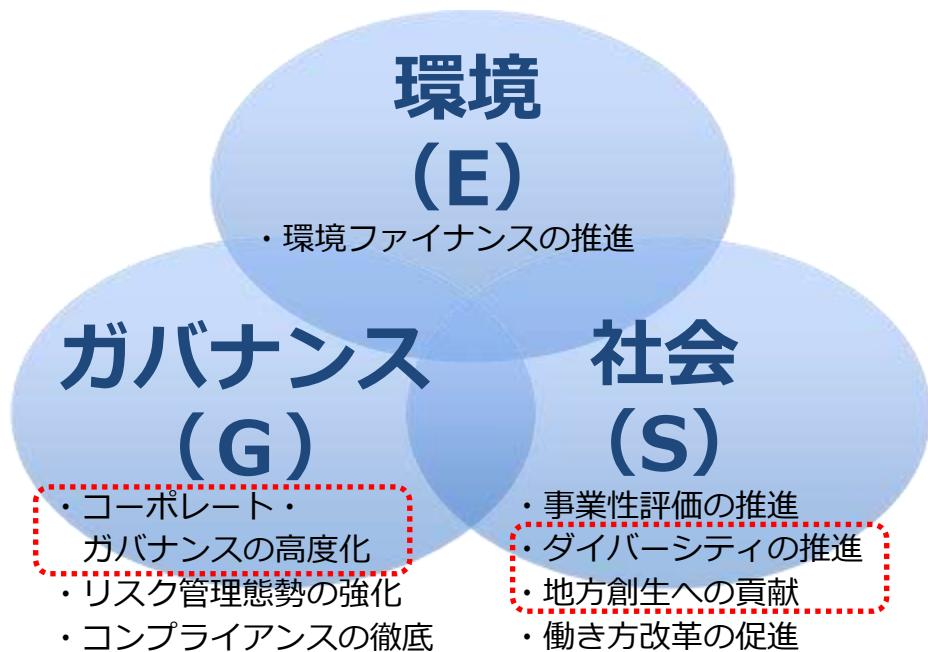 環境
（E）
・環境ファイナンスの推進
ガバナンス
（G）
・コーポレート・
ガバナンスの高度化
・リスク管理態勢の強化
・コンプライアンスの徹底
社会
（S）
・事業性評価の推進
・ダイバーシティの推進
・地方創生への貢献
・働き方改革の促進